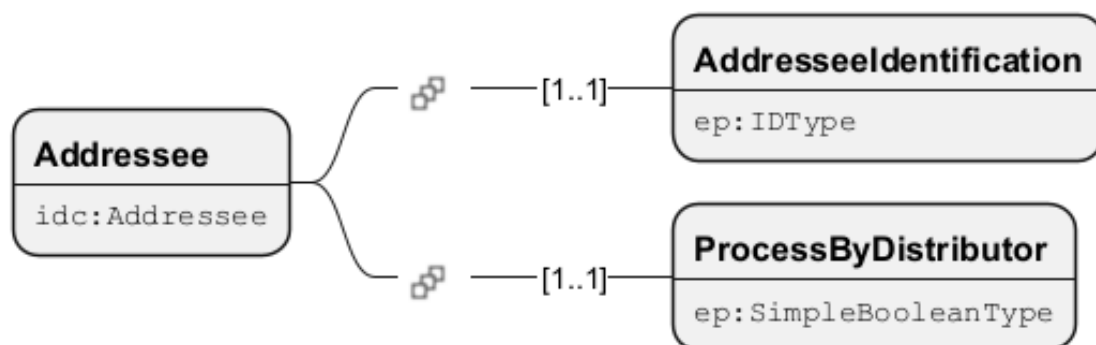 AddresseeIdentification
[1..1]
ep:IDType
Addressee
idc:Addressee
ProcessByDistributor
[1..1]
ep:SimpleBooleanType